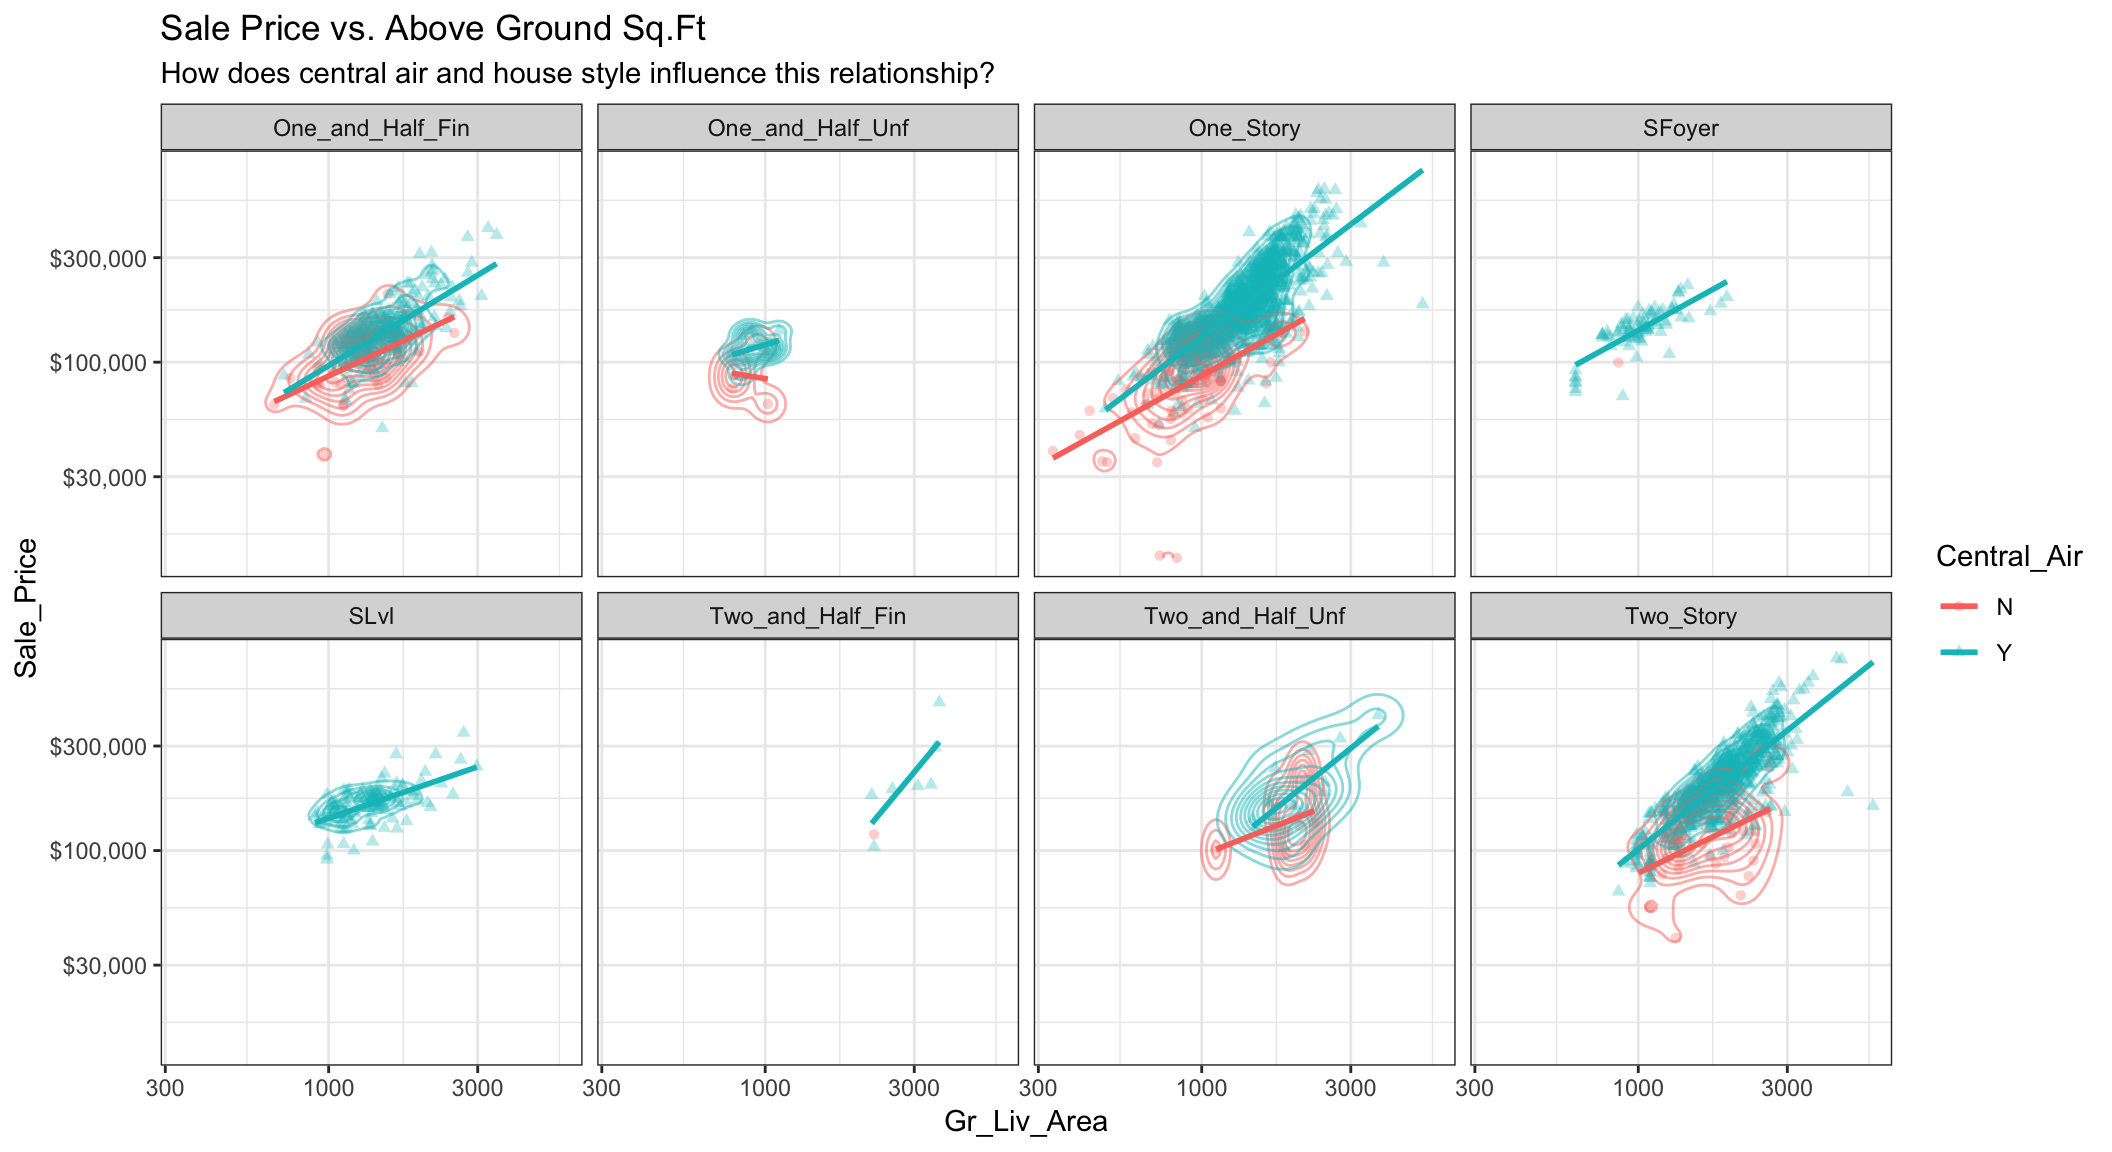 Sale Price vs. Above Ground Sq.Ft
How does central air and house style influence this relationship?
One_and_Half_Fin
One_and_Half_Unf
One_Story
SFoyer
$300,000
$100,000
$30,000
SLvl
Two_and_Half_Fin
Two_and_Half_Unf
Two_Story
$300,000
$100,000
$30,000
300 1000 3000 300 1000 3000 300 1000 3000 300 1000 3000
Gr_Liv_Area
Sale_Price
Central_Air
N
Y